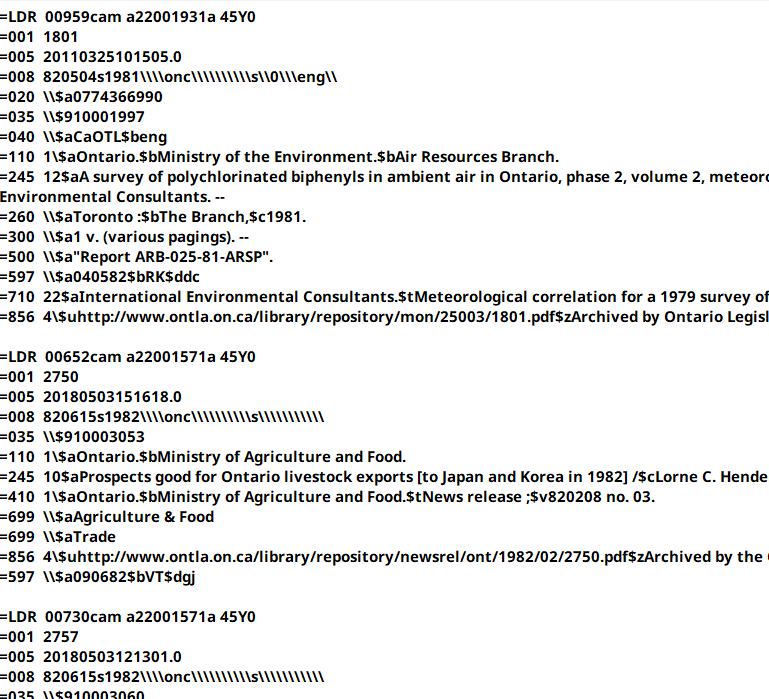 =LDR  00959cam a22001931a 45Y0
=001  1801
=005  20110325101505.0
=008  820504s1981\\\\onc\\\\\\\\\\s\\0\\\eng\\
=020  \\$a0774366990
=035  \\$910001997
=040  \\$aCaOTL$beng
=110  1\$aOntario.$bMinistry of the Environment.$bAir Resources Branch.
=245  12$aA survey of polychlorinated biphenyls in ambient air in Ontario, phase 2, volume 2, meteoro
Environmental Consultants. --
=260  \\$aToronto :$bThe Branch,$c1981.
=300  \\$a1 v. (various pagings). --
=500  \\$a"Report ARB-025-81-ARSP".
=597  \\$a040582$bRK$ddc
=710  22$aInternational Environmental Consultants.$tMeteorological correlation for a 1979 survey of
=856  4\$uhttp://www.ontla.on.ca/library/repository/mon/25003/1801.pdf$zArchived by Ontario Legisl

=LDR  00652cam a22001571a 45Y0
=001  2750
=005  20180503151618.0
=008  820615s1982\\\\onc\\\\\\\\\\s\\\\\\\\\\\
=035  \\$910003053
=110  1\$aOntario.$bMinistry of Agriculture and Food.
=245  10$aProspects good for Ontario livestock exports [to Japan and Korea in 1982] /$cLorne C. Hende
=410  1\$aOntario.$bMinistry of Agriculture and Food.$tNews release ;$v820208 no. 03.
=699  \\$aAgriculture & Food
=699  \\$aTrade
=856  4\$uhttp://www.ontla.on.ca/library/repository/newsrel/ont/1982/02/2750.pdf$zArchived by the
=597  \\$a090682$bVT$dgj

=LDR  00730cam a22001571a 45Y0
=001  2757
=005  20180503121301.0
=008  820615s1982\\\\onc\\\\\\\\\\s\\\\\\\\\\\
=035  \\$910003060